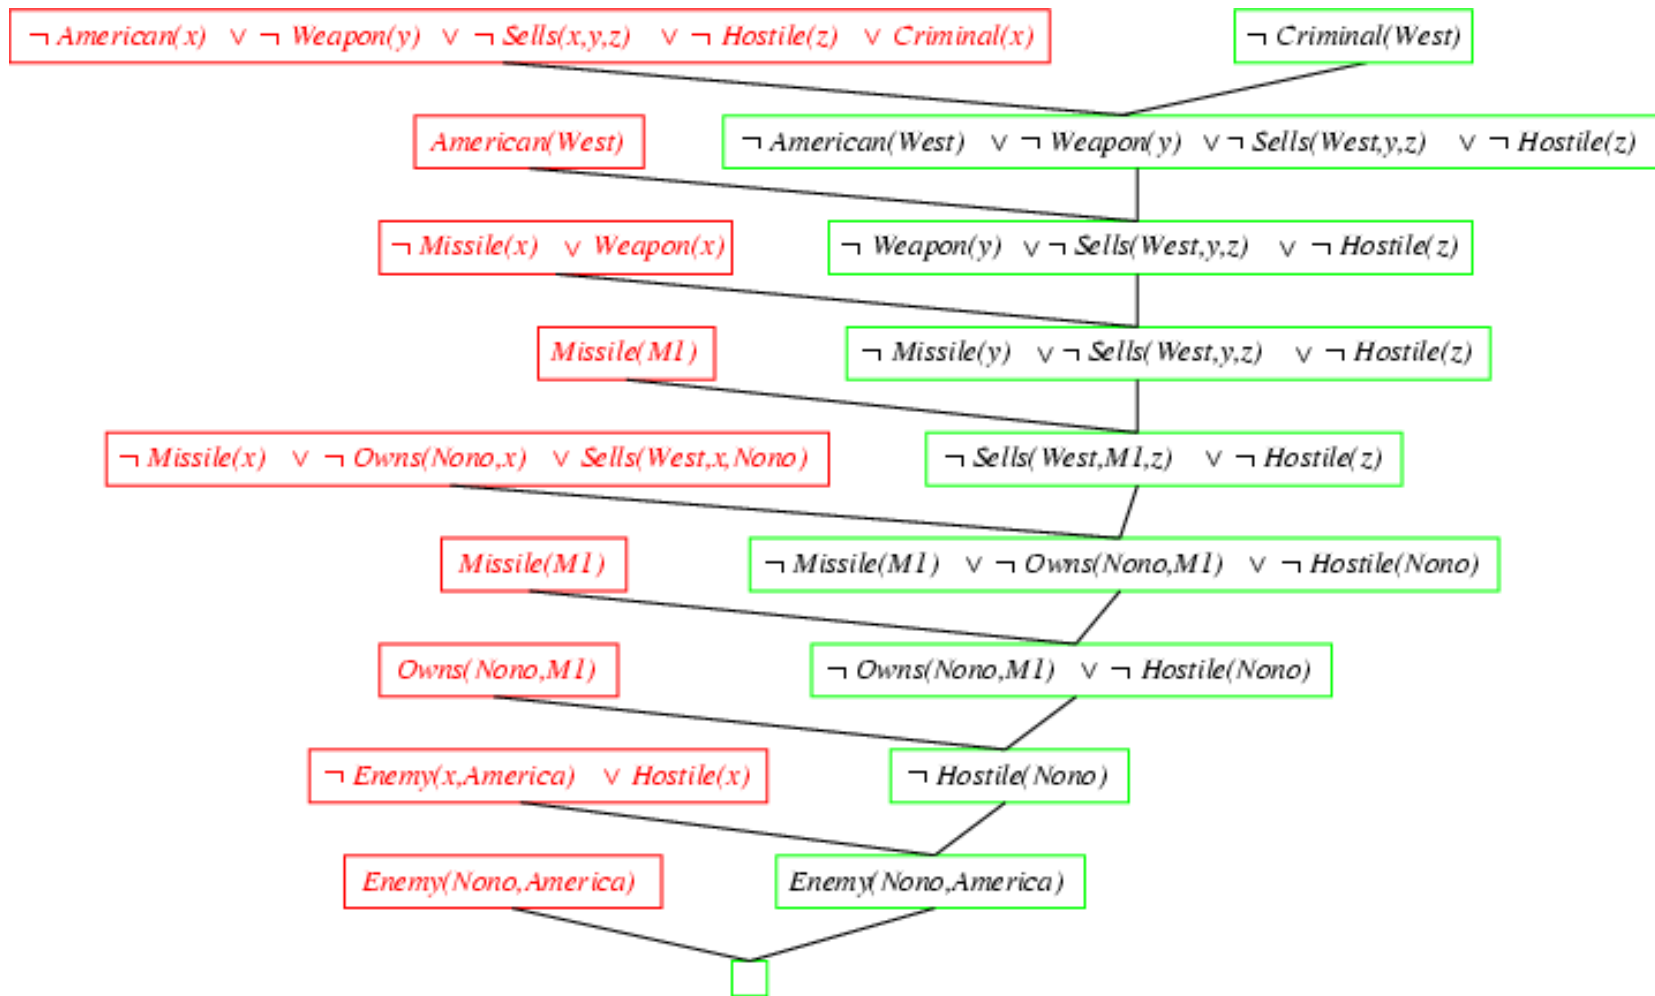 ¬ American(x) ∨ ¬ Weapon(y) ∨ ¬ Sells(x,y,z) ∨ ¬ Hostile(z) ∨ Criminal(x)
¬ Criminal(West)
American(West)
¬ American(West) ∨ ¬ Weapon(y) ∨ ¬ Sells(West,y,z) ∨ ¬ Hostile(z)
¬ Missile(x) ∨ Weapon(x)
¬ Weapon(y) ∨ ¬ Sells(West,y,z) ∨ ¬ Hostile(z)
Missile(M1)
¬ Missile(y) ∨ ¬ Sells(West,y,z) ∨ ¬ Hostile(z)
¬ Missile(x) ∨ ¬ Owns(Nono,x) ∨ Sells(West,x,Nono)
¬ Sells(West,M1,z) ∨ ¬ Hostile(z)
Missile(M1)
¬ Missile(M1) ∨ ¬ Owns(Nono,M1) ∨ ¬ Hostile(Nono)
Owns(Nono,M1)
¬ Owns(Nono,M1) ∨ ¬ Hostile(Nono)
¬ Enemy(x,America) ∨ Hostile(x)
¬ Hostile(Nono)
Enemy(Nono,America)
Enemy(Nono,America)